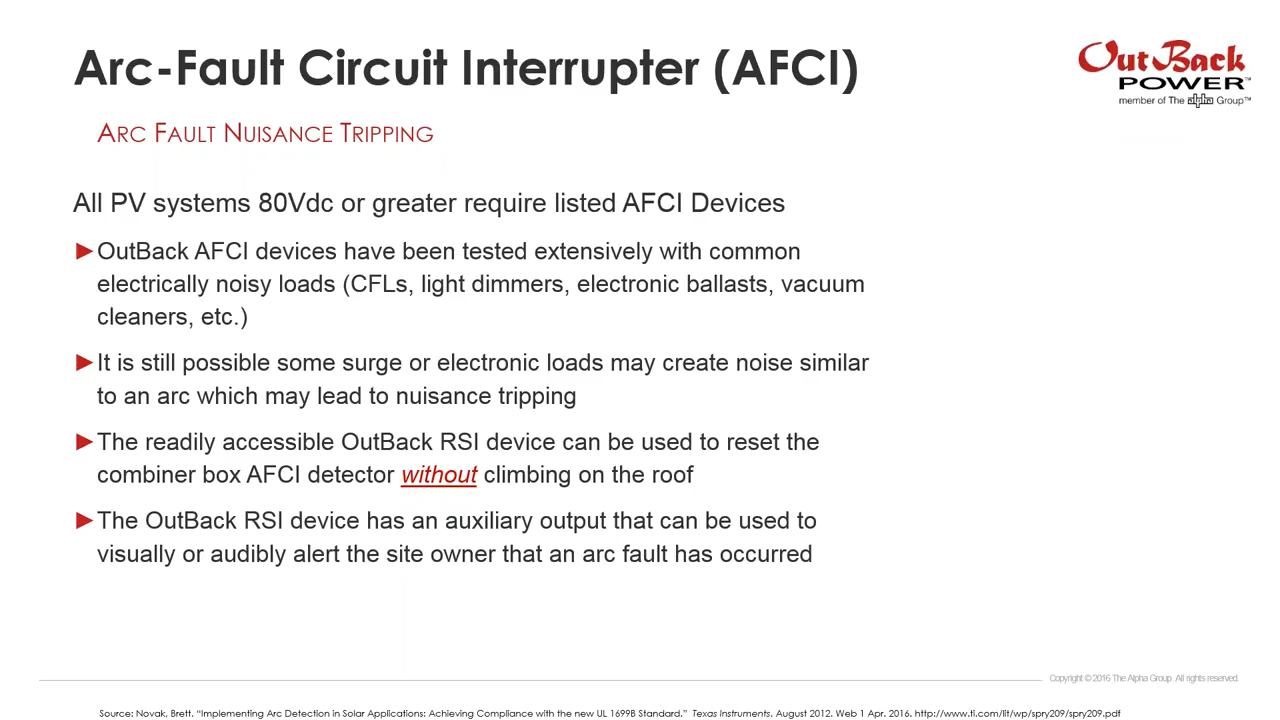 Arc-Fault Circuit Interrupter (AFCI)
OutBack
POWER™
member of The alpha Group™
ARC FAULT NUISANCE TRIPPING
All PV systems 80Vdc or greater require listed AFCI Devices
►OutBack AFCI devices have been tested extensively with common
electrically noisy loads (CFLs, light dimmers, electronic ballasts, vacuum
cleaners, etc.)
►It is still possible some surge or electronic loads may create noise similar
to an arc which may lead to nuisance tripping
►The readily accessible OutBack RSI device can be used to reset the
combiner box AFCI detector without climbing on the roof
►The OutBack RSI device has an auxiliary output that can be used to
visually or audibly alert the site owner that an arc fault has occurred
Copyright © 2016 The Alpha Group. All rights reserved.
Source: Novak, Brett. “Implementing Arc Detection in Solar Applications: Achieving Compliance with the new UL 1699B Standard.” Texas Instruments. August 2012. Web 1 Apr. 2016. http://www.ti.com/lit/wp/spry209/spry209.pdf